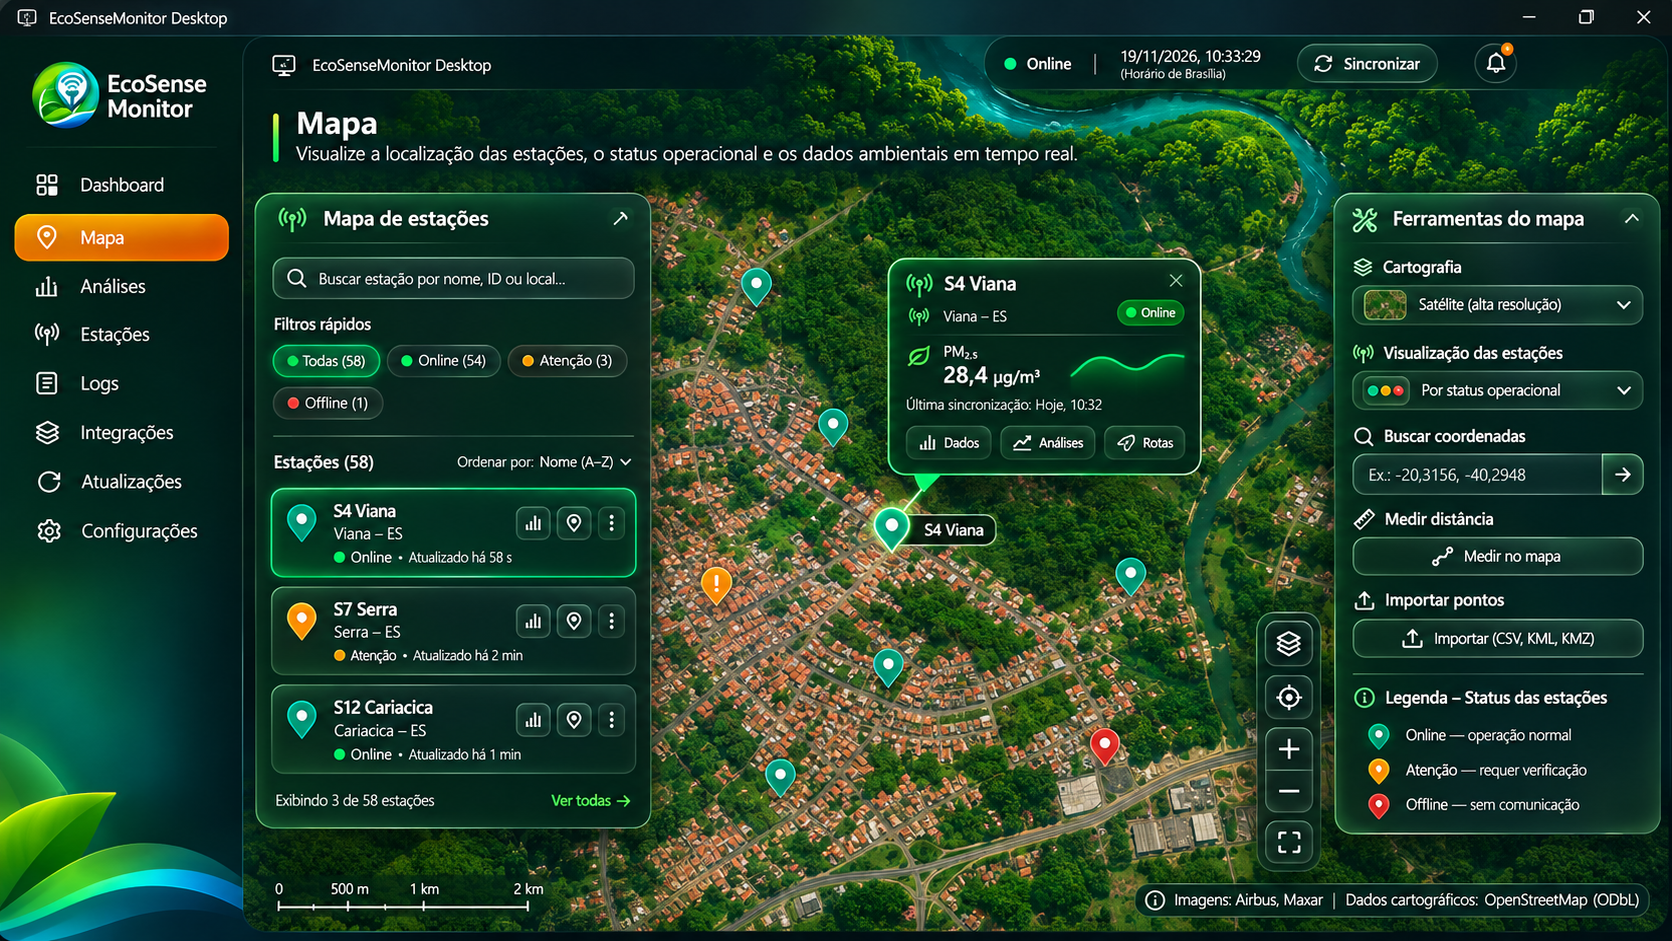 EcoSenseMonitor Desktop
EcoSense
Monitor
Dashboard
Mapa
Análises
Estações
Logs
Integrações
Atualizações
Configurações
EcoSenseMonitor Desktop
Online
19/11/2026, 10:33:29
(Horário de Brasília)
Sincronizar
Mapa
Visualize a localização das estações, o status operacional e os dados ambientais em tempo real.
Mapa de estações
Buscar estação por nome, ID ou local...
Filtros rápidos
Todas (58)
Online (54)
Atenção (3)
Offline (1)
Estações (58)
Ordenar por: Nome (A–Z)
S4 Viana
Viana – ES
Online • Atualizado há 58 s
S7 Serra
Serra – ES
Atenção • Atualizado há 2 min
S12 Cariacica
Cariacica – ES
Online • Atualizado há 1 min
Exibindo 3 de 58 estações
Ver todas →
0 500 m 1 km 2 km
S4 Viana
Viana – ES
Online
PM₂.₅
28,4 µg/m³
Última sincronização: Hoje, 10:32
Dados
Análises
Rotas
S4 Viana
Ferramentas do mapa
Cartografia
Satélite (alta resolução)
Visualização das estações
Por status operacional
Buscar coordenadas
Ex.: -20,3156, -40,2948
Medir distância
Medir no mapa
Importar pontos
Importar (CSV, KML, KMZ)
Legenda – Status das estações
Online — operação normal
Atenção — requer verificação
Offline — sem comunicação
Imagens: Airbus, Maxar | Dados cartográficos: OpenStreetMap (ODbL)